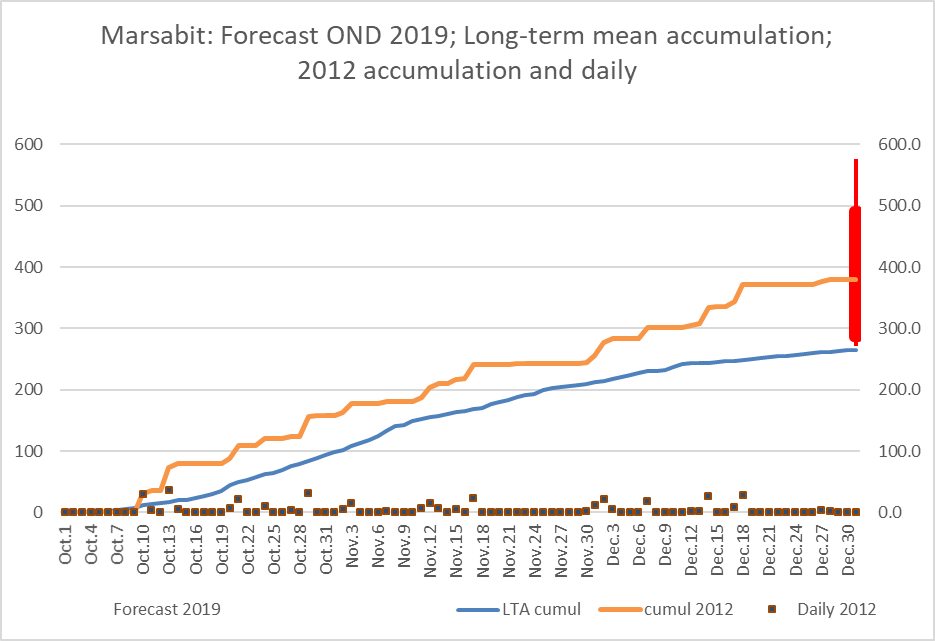 Marsabit: Forecast OND 2019; Long-term mean accumulation;
2012 accumulation and daily
600 600.0
500 500.0
400 400.0
300 300.0
200 200.0
100 100.0
0 0.0
Oct.1 Oct.4 Oct.7 Oct.10 Oct.13 Oct.16 Oct.19 Oct.22 Oct.25 Oct.28 Oct.31 Nov.3 Nov.6 Nov.9 Nov.12 Nov.15 Nov.18 Nov.21 Nov.24 Nov.27 Nov.30 Dec.3 Dec.6 Dec.9 Dec.12 Dec.15 Dec.18 Dec.21 Dec.24 Dec.27 Dec.30
Forecast 2019 LTA cumul cumul 2012 Daily 2012